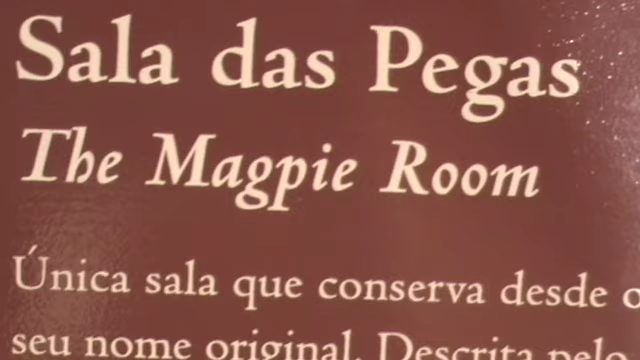 Sala das Pegas
The Magpie Room
Única sala que conserva desde o
seu nome original. Descrita pelo